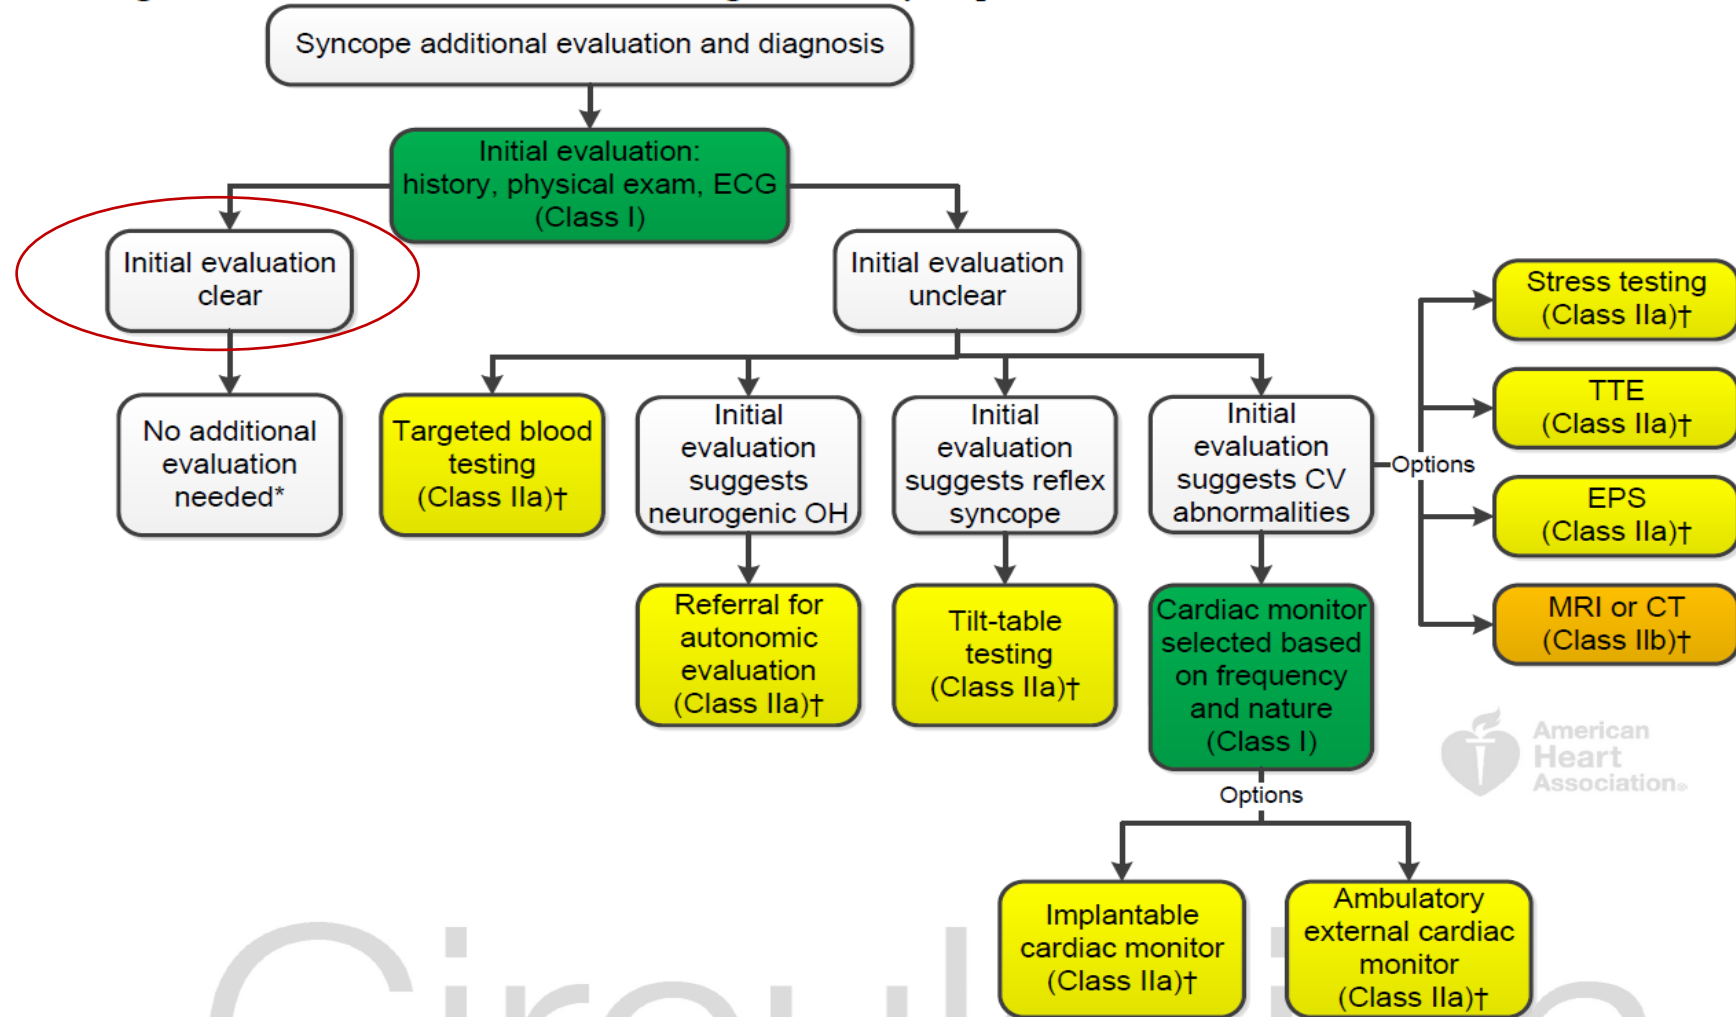 Syncope additional evaluation and diagnosis
Initial evaluation:
history, physical exam, ECG
(Class I)
Initial evaluation
clear
Initial evaluation
unclear
Stress testing
(Class IIa)†
TTE
(Class IIa)†
EPS
(Class IIa)†
MRI or CT
(Class IIb)†
Options
No additional
evaluation
needed*
Targeted blood
testing
(Class IIa)†
Initial
evaluation
suggests
neurogenic OH
Initial
evaluation
suggests reflex
syncope
Initial
evaluation
suggests CV
abnormalities
Referral for
autonomic
evaluation
(Class IIa)†
Tilt-table
testing
(Class IIa)†
Cardiac monitor
selected based
on frequency
and nature
(Class I)
American
Heart
Association®
Options
Implantable
cardiac monitor
(Class IIa)†
Ambulatory
external cardiac
monitor
(Class IIa)†